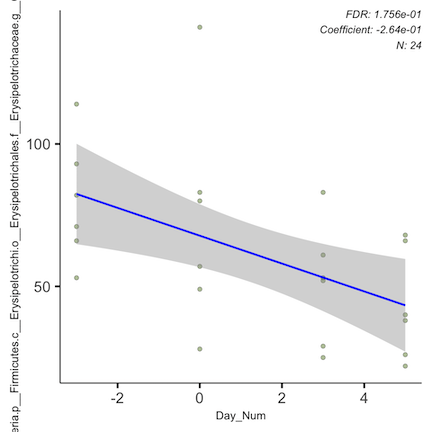 FDR: 1.756e-01
Coefficient: -2.64e-01
N: 24
eria.p__Firmicutes.c__Erysipelotrichi.o__Erysipelotrichales.f__Erysipelotrichaceae.g__
100
50
-2
0
2
4
Day_Num